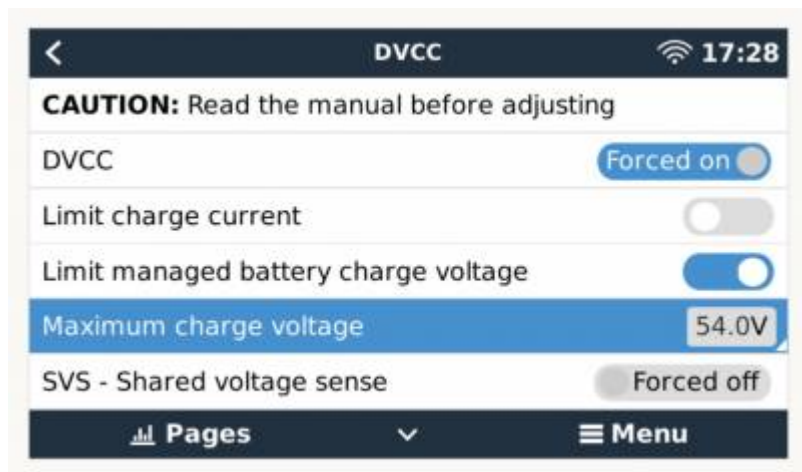 DVCC 17:28
CAUTION: Read the manual before adjusting
DVCC Forced on
Limit charge current
Limit managed battery charge voltage
Maximum charge voltage 54.0V
SVS - Shared voltage sense Forced off
Pages Menu